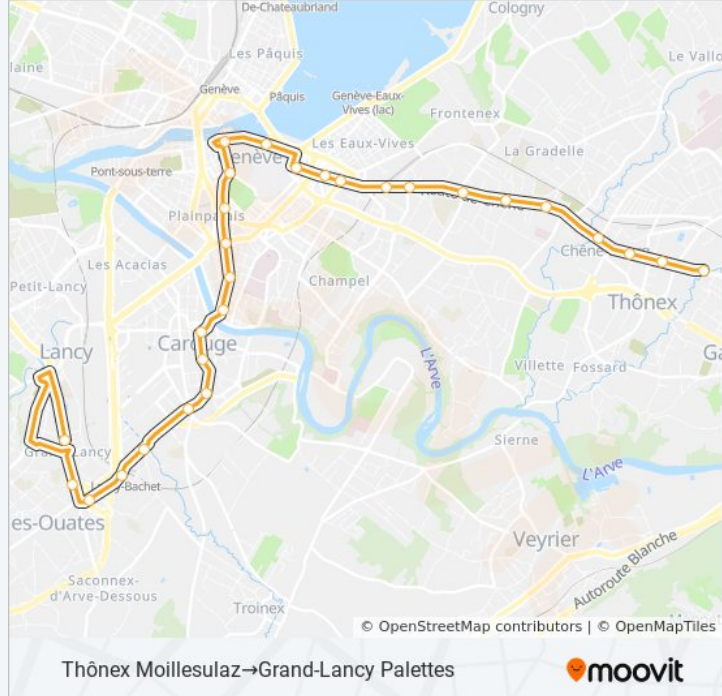 De-Chateaubriand
Cologny
Les Pâquis
Le Vallo
laine
Genève
Pâquis
Genève-Eaux-
Vives (lac)
Frontenex
Les Eaux-Vives
La Gradelle
Genève
Pont-sous-terre
Plainpalais
Chêne-Bourg
Les Acacias
Petit-Lancy
Champel
Thônex
Lancy
Carouge
L'Arve
Ga
Villette
Fossard
Sierne
Grand-Lancy
L'Arve
Lancy-Bachet
es-Ouates
Veyrier
Autoroute Blanche
Saconnex-
d'Arve-Dessous
Troinex
© OpenStreetMap contributors | © OpenMapTiles
Thônex Moillesulaz→Grand-Lancy Palettes
moovit